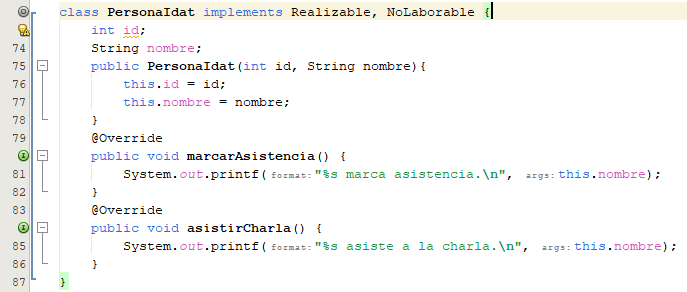 class PersonaIdat implements Realizable, NoLaborable {
    int id;
74    String nombre;
75    public PersonaIdat(int id, String nombre){
76        this.id = id;
77        this.nombre = nombre;
78    }
79    @Override
    public void marcarAsistencia() {
81        System.out.printf(format:"%s marca asistencia.\n", args:this.nombre);
82    }
83    @Override
    public void asistirCharla() {
85        System.out.printf(format:"%s asiste a la charla.\n", args:this.nombre);
86    }
87 }